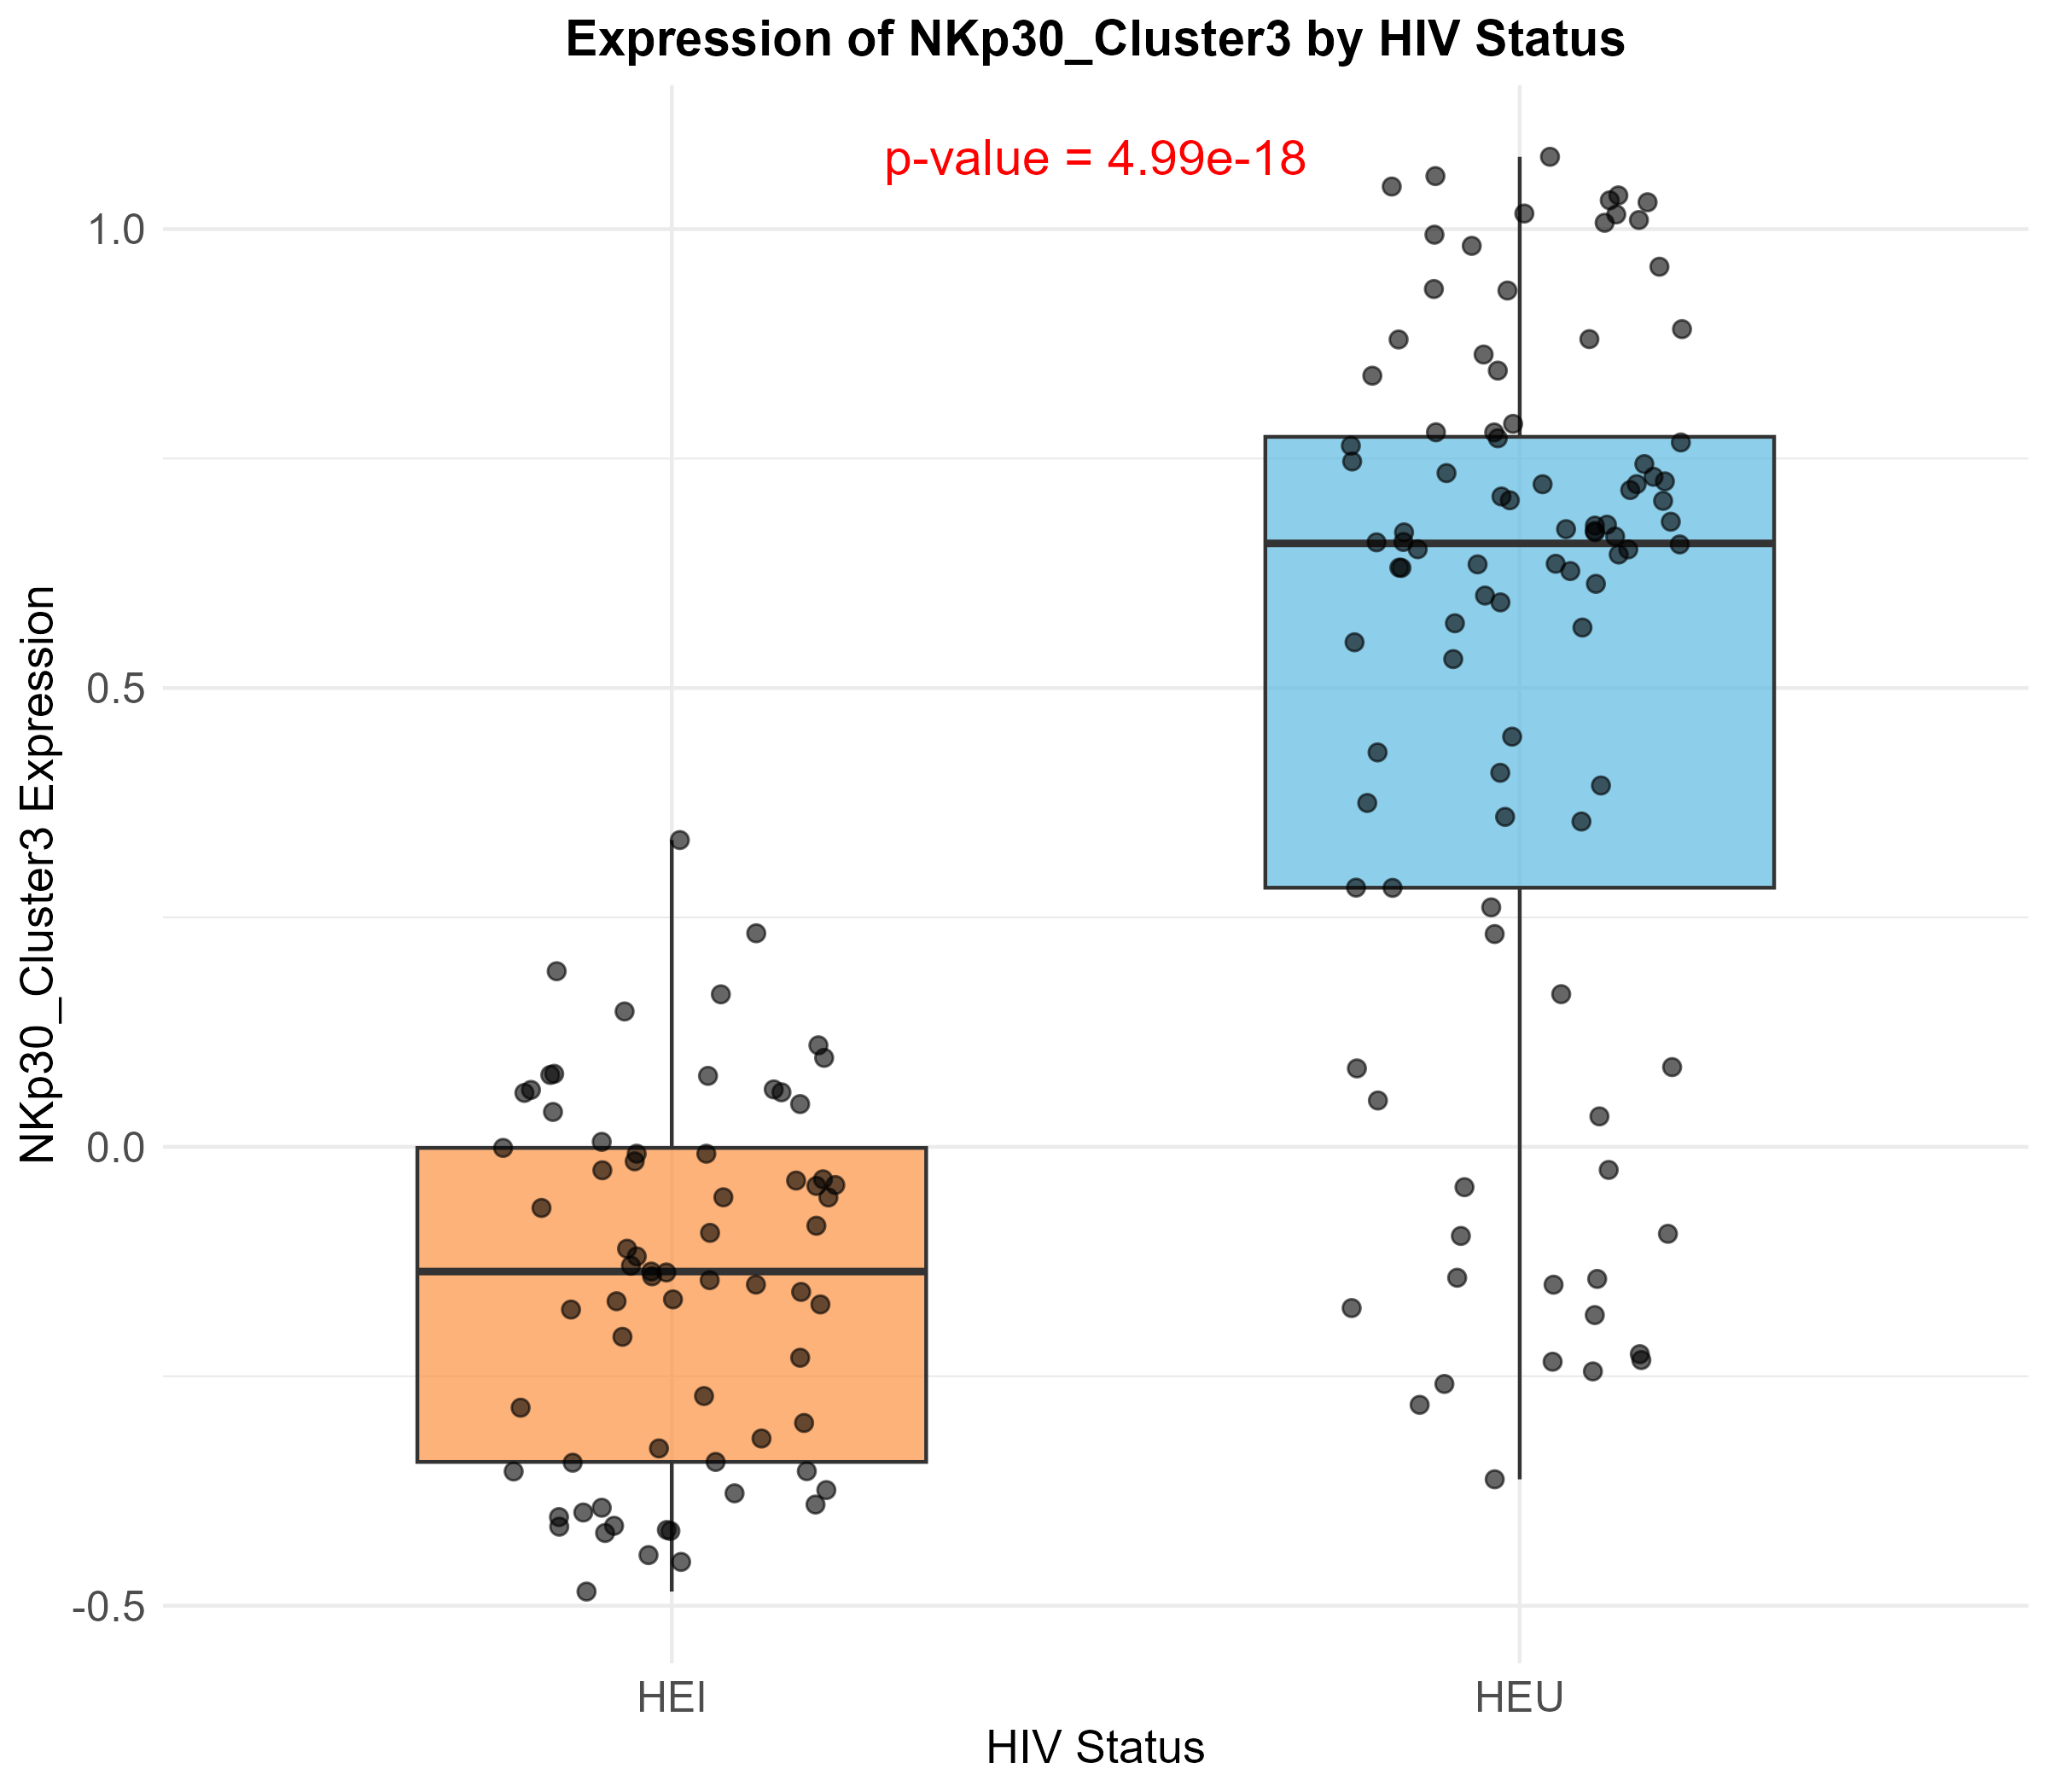 Expression of NKp30_Cluster3 by HIV Status
p-value = 4.99e-18
NKp30_Cluster3 Expression
1.0
0.5
0.0
-0.5
HEI
HEU
HIV Status